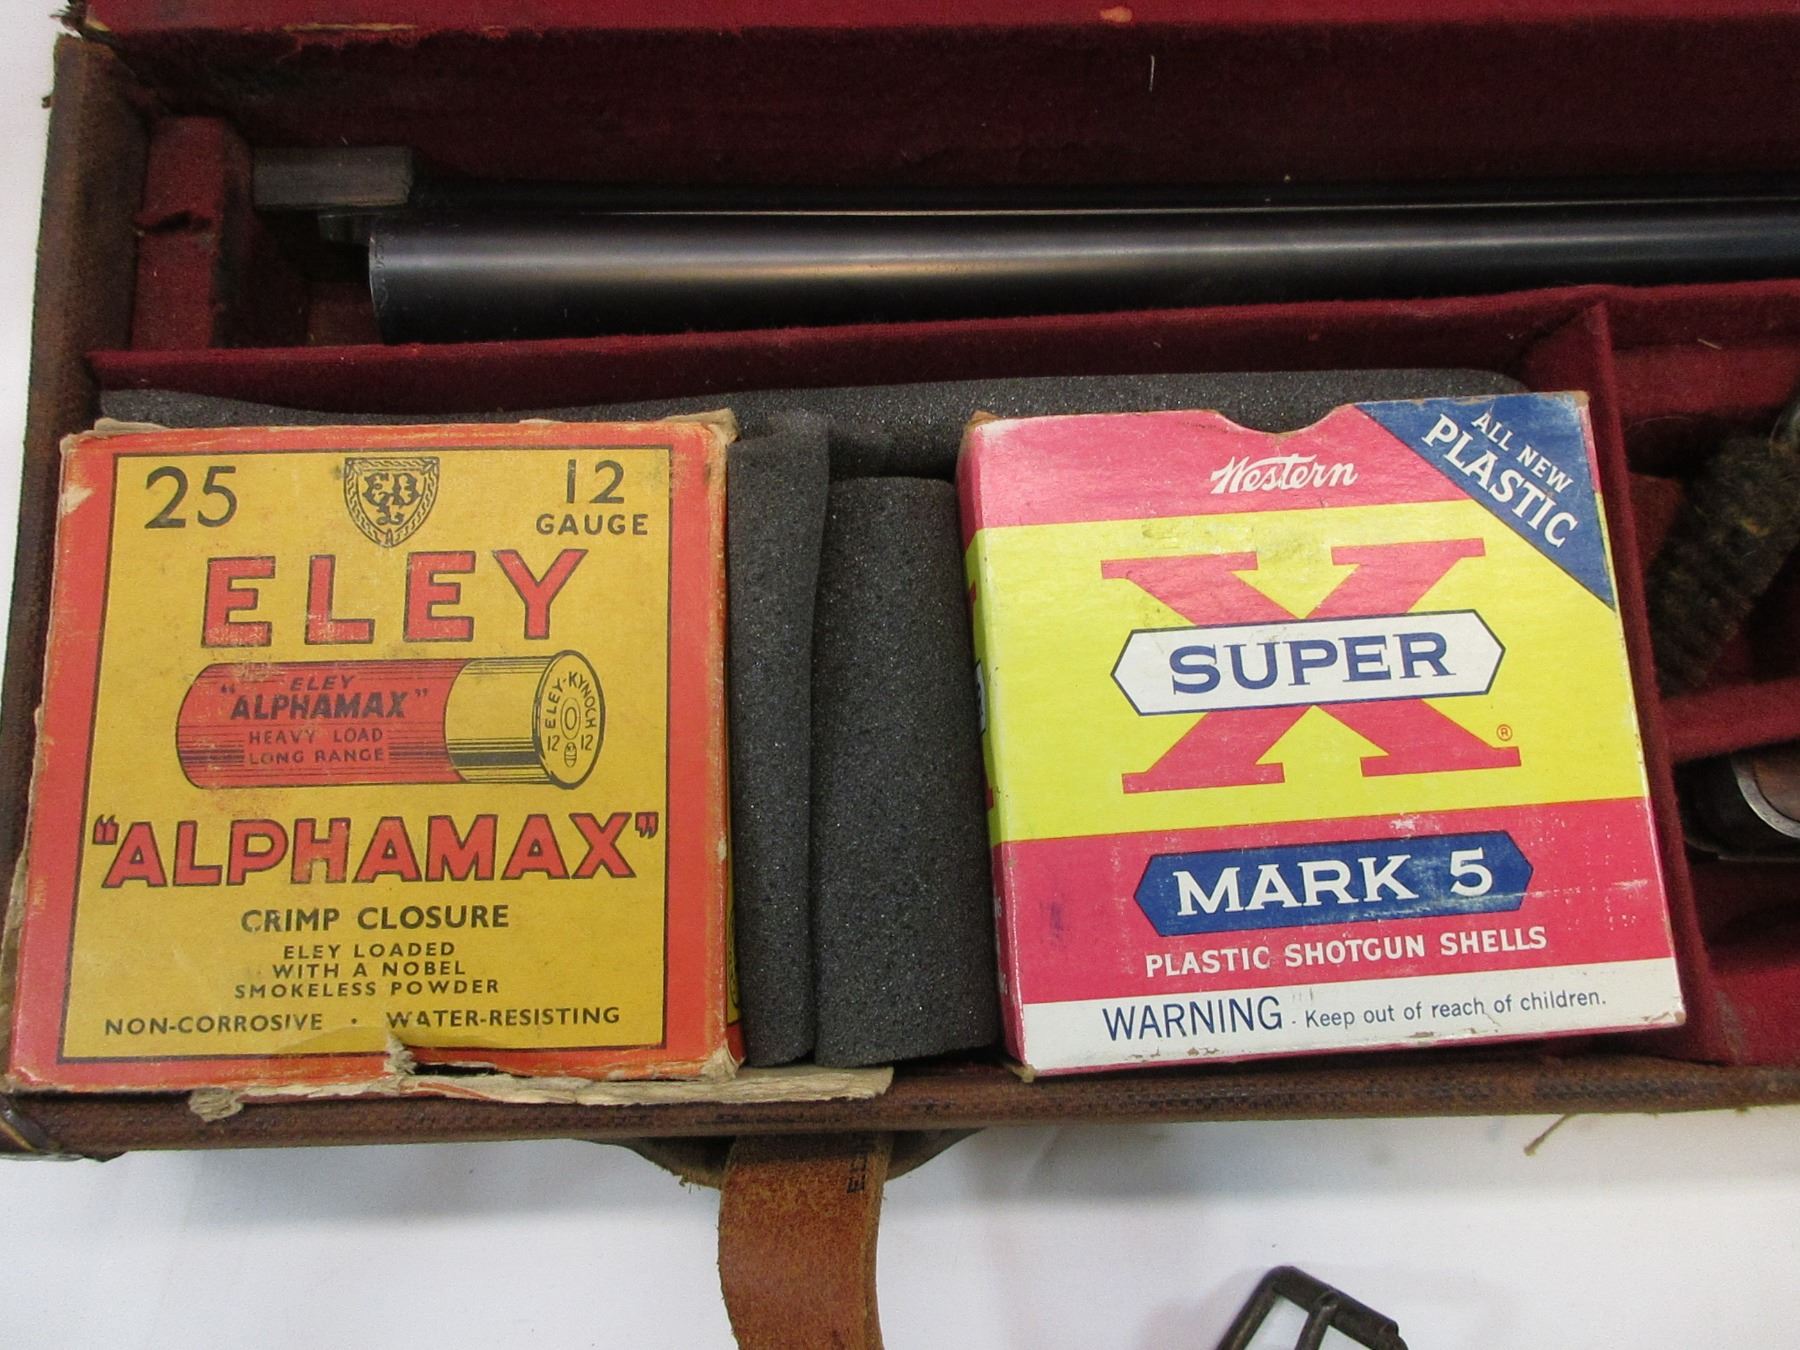 25
12
GAUGE
ELEY
ELEY
"ALPHAMAX"
HEAVY LOAD
LONG RANGE
ELEY-KYNOCH
12 12
"ALPHAMAX"
CRIMP CLOSURE
ELEY LOADED
WITH A NOBEL
SMOKELESS POWDER
NON-CORROSIVE · WATER-RESISTING
Western
ALL NEW
PLASTIC
X
SUPER
®
MARK 5
PLASTIC SHOTGUN SHELLS
WARNING - Keep out of reach of children.